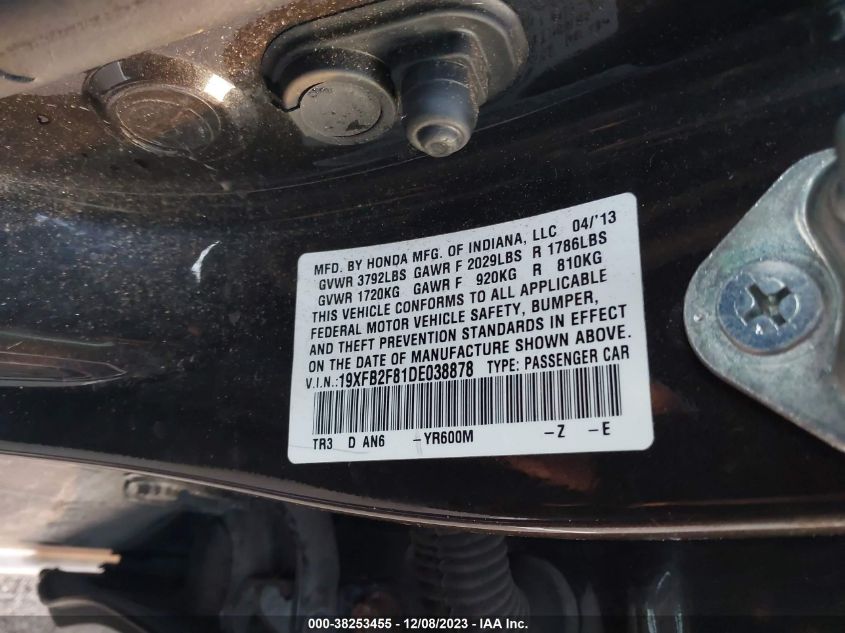 MFD. BY HONDA MFG. OF INDIANA, LLC 04/'13
GVWR 3792LBS GAWR F 2029LBS R 1786LBS
GVWR 1720KG GAWR F 920KG R 810KG
THIS VEHICLE CONFORMS TO ALL APPLICABLE
FEDERAL MOTOR VEHICLE SAFETY, BUMPER,
AND THEFT PREVENTION STANDARDS IN EFFECT
ON THE DATE OF MANUFACTURE SHOWN ABOVE.
V.I.N.:19XFB2F81DE038878 TYPE: PASSENGER CAR
TR3 D AN6 -YR600M -Z -E
000-38253455 - 12/08/2023 - IAA Inc.